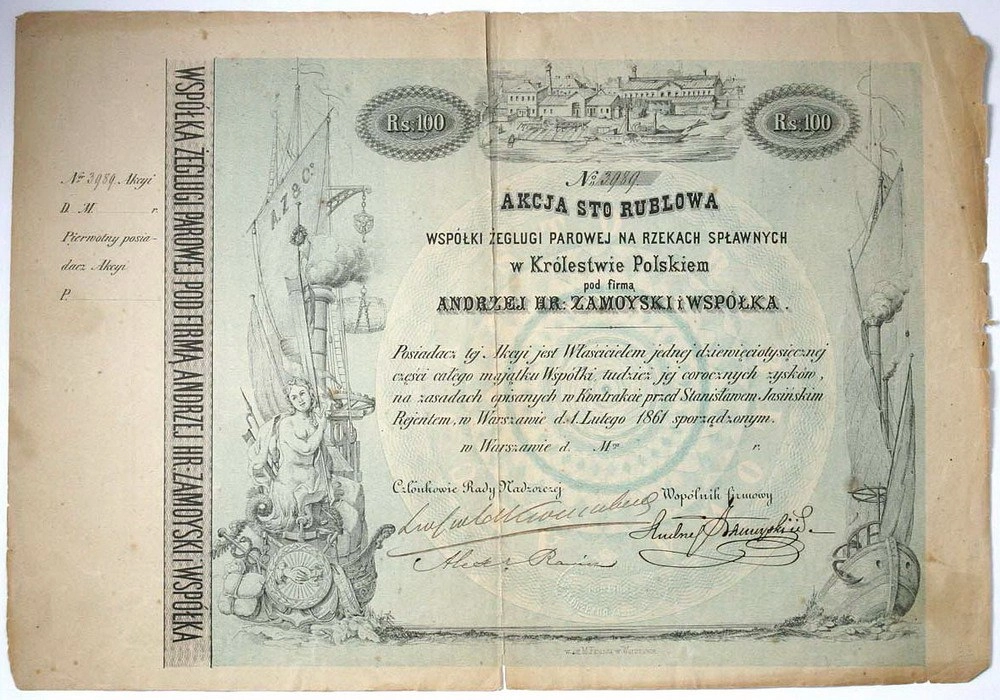 No 3989. Akcyi
D. M. r.
Pierwotny posia-
dacz Akcyi
P.
WSPÓŁKA ŻEGLUGI PAROWEJ POD FIRMĄ ANDRZEJ HR: ZAMOYSKI i WSPÓŁKA
A. Z. & Co
Rs. 100
Rs. 100
No 3989
AKCJA STO RUBLOWA
WSPÓŁKI ŻEGLUGI PAROWEJ NA RZEKACH SPŁAWNYCH
w Królestwie Polskiem
pod firmą
ANDRZEJ HR: ZAMOYSKI i WSPÓŁKA.
Posiadacz tej Akcyi jest Właścicielem jednej dziewięciotysięcznej
części całego majątku Współki, tudzież jej corocznych zysków,
na zasadach opisanych w Kontrakcie przed Stanisławem Jasińskim
Rejentem, w Warszawie d. 1. Lutego 1861 sporządzonym.
w Warszawie d. Mca r.
Członkowie Rady Nadzorczej
Wspólnik firmowy
Andrzej Zamoyski
w Warszawie